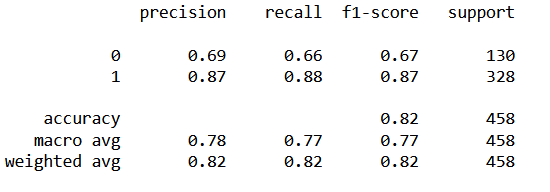 precision recall f1-score support
0 0.69 0.66 0.67 130
1 0.87 0.88 0.87 328
accuracy 0.82 458
macro avg 0.78 0.77 0.77 458
weighted avg 0.82 0.82 0.82 458